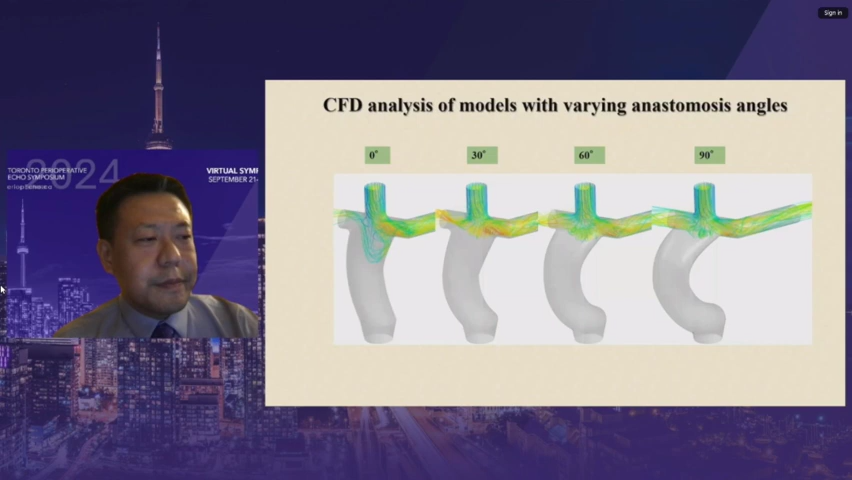 Sign in
CFD analysis of models with varying anastomosis angles
0°
30°
60°
90°
2024
TORONTO PERIOPERATIVE
ECHO SYMPOSIUM
VIRTUAL SYMP
SEPTEMBER 21-